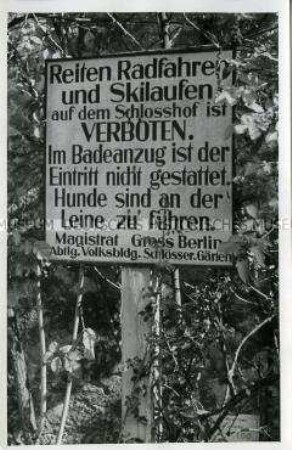 Reiten Radfahren
und Skilaufen
auf dem Schlosshof ist
VERBOTEN.
Im Badeanzug ist der
Eintritt nicht gestattet.
Hunde sind an der
Leine zu führen.
Magistrat Gross Berlin
Abtlg. Volksbldg. Schlösser. Gärten